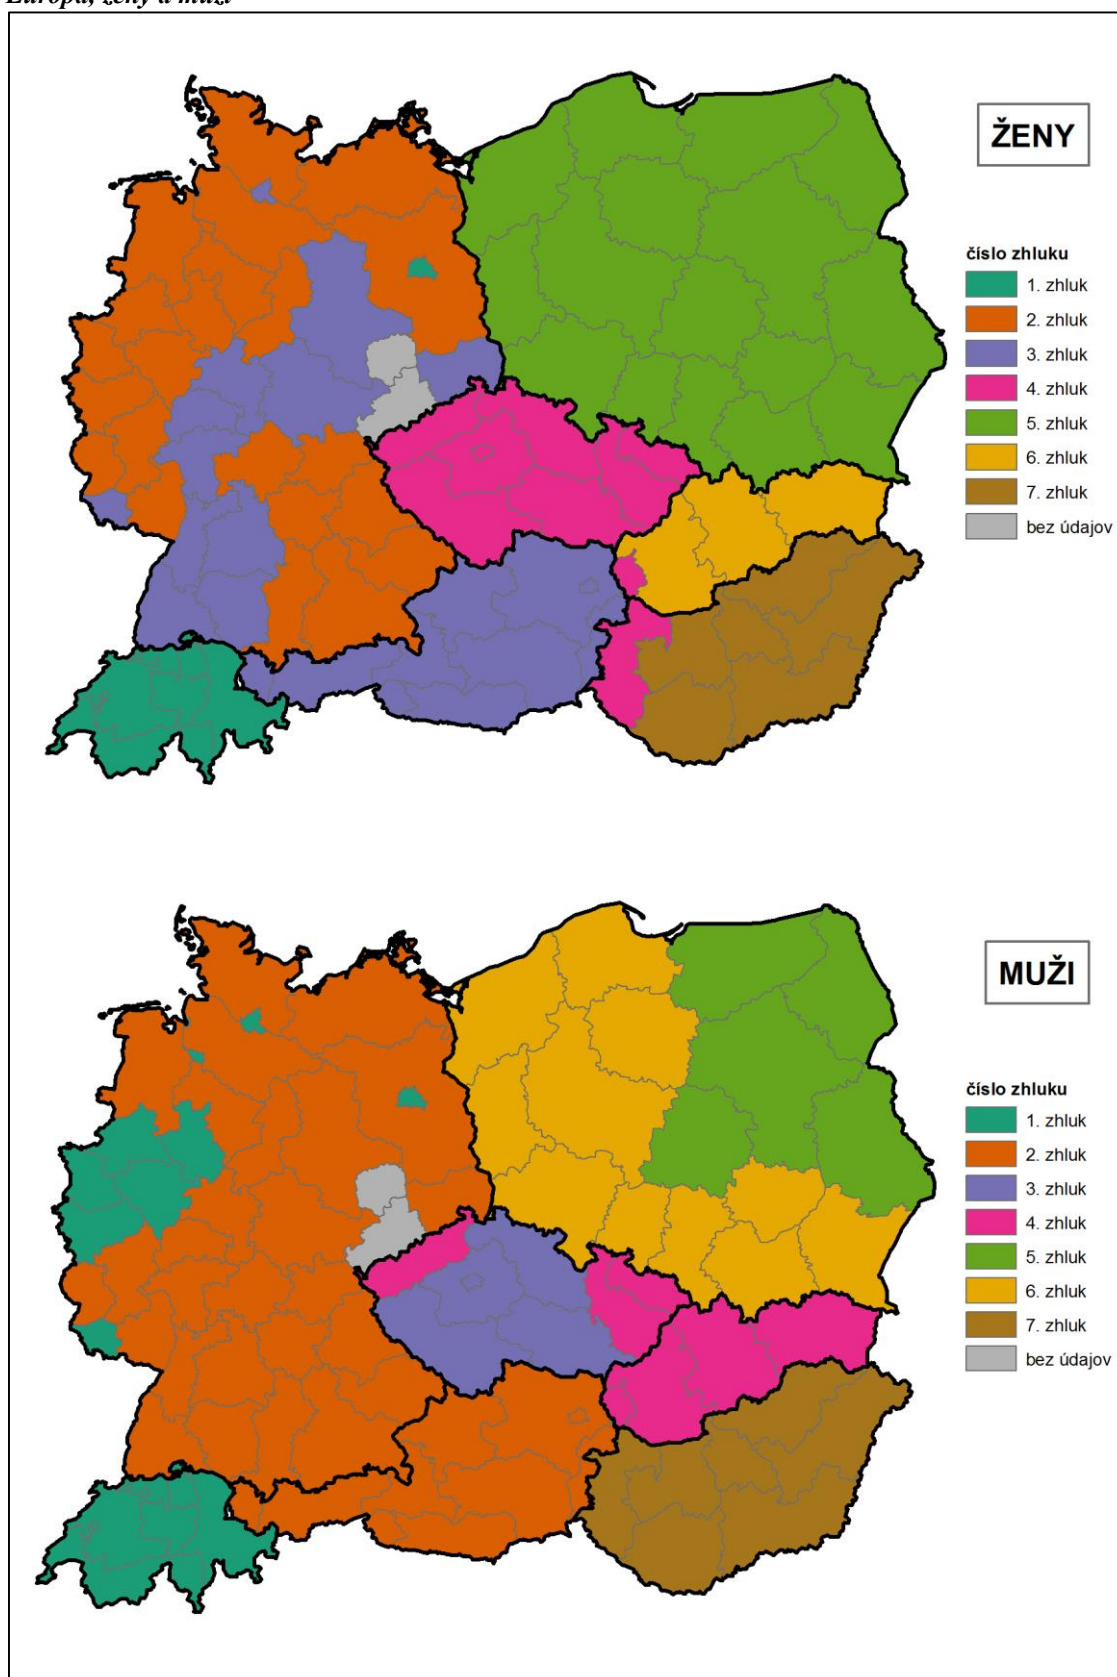 Európa, ženy a muži
ŽENY
číslo zhluku
1. zhluk
2. zhluk
3. zhluk
4. zhluk
5. zhluk
6. zhluk
7. zhluk
bez údajov
MUŽI
číslo zhluku
1. zhluk
2. zhluk
3. zhluk
4. zhluk
5. zhluk
6. zhluk
7. zhluk
bez údajov